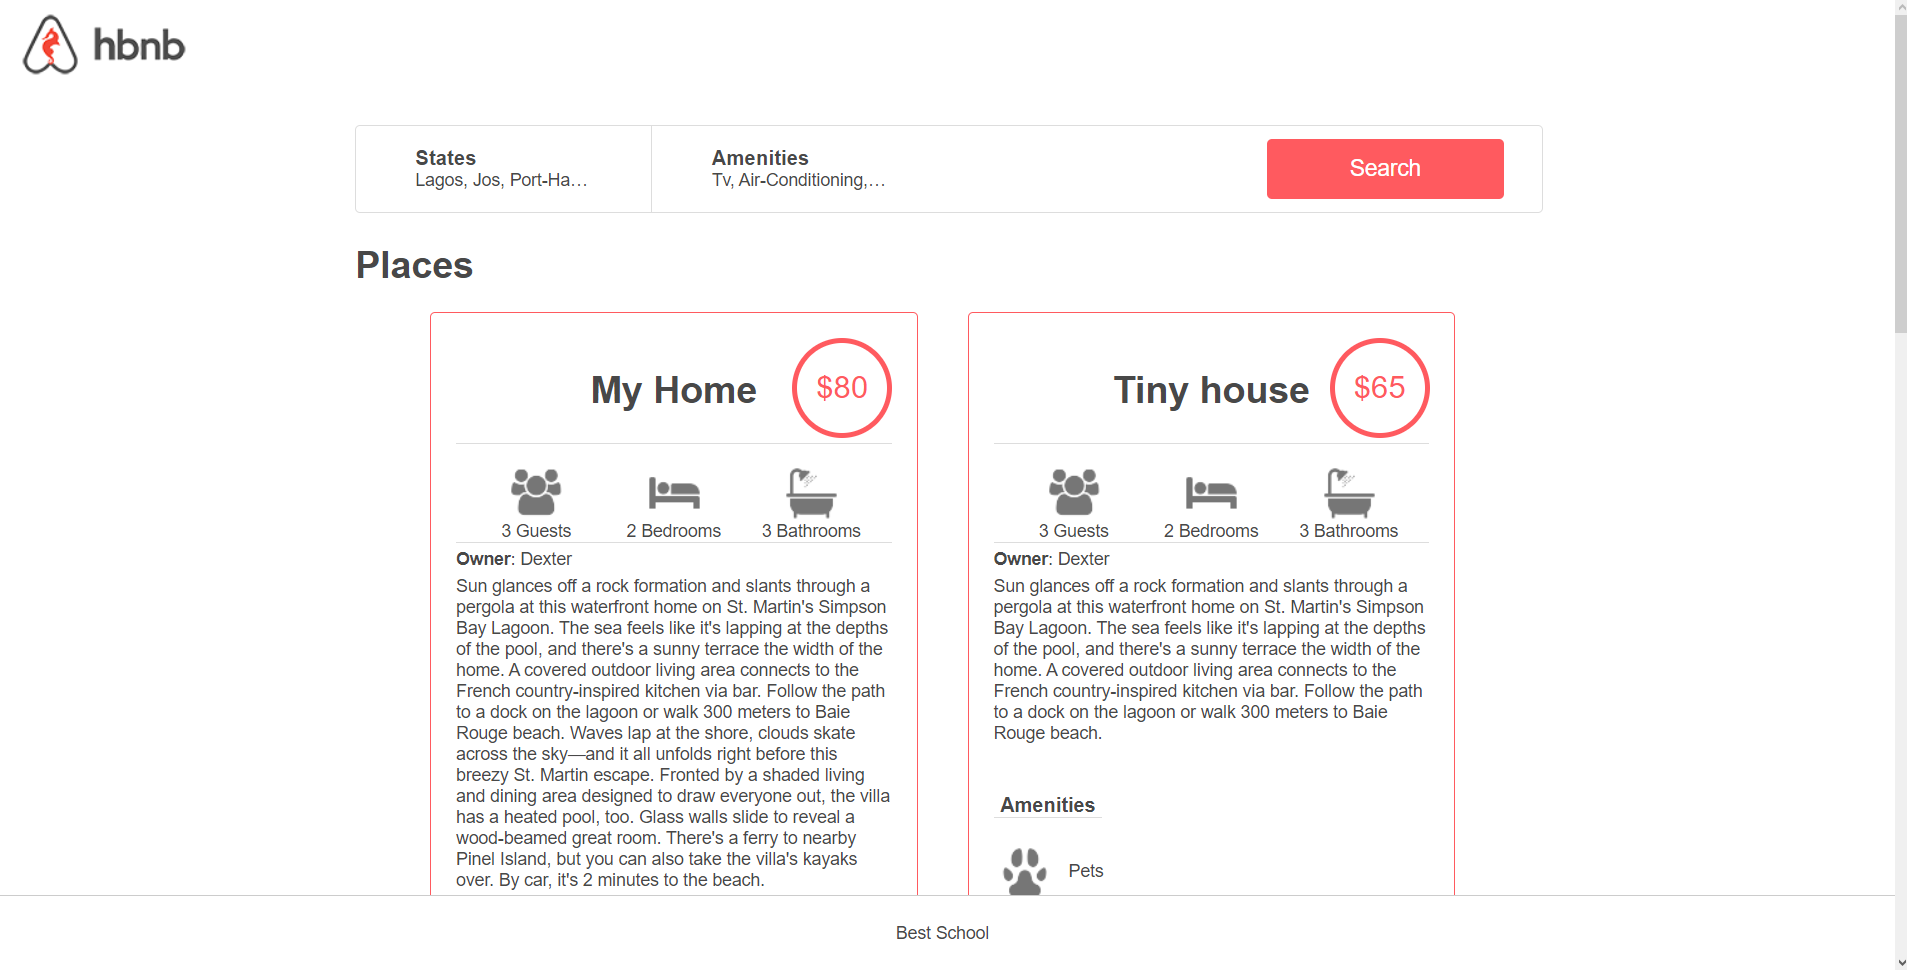 hbnb
States
Lagos, Jos, Port-Ha…
Amenities
Tv, Air-Conditioning,…
Search
Places
My Home
$80
3 Guests
2 Bedrooms
3 Bathrooms
Owner: Dexter
Sun glances off a rock formation and slants through a
pergola at this waterfront home on St. Martin's Simpson
Bay Lagoon. The sea feels like it's lapping at the depths
of the pool, and there's a sunny terrace the width of the
home. A covered outdoor living area connects to the
French country-inspired kitchen via bar. Follow the path
to a dock on the lagoon or walk 300 meters to Baie
Rouge beach. Waves lap at the shore, clouds skate
across the sky—and it all unfolds right before this
breezy St. Martin escape. Fronted by a shaded living
and dining area designed to draw everyone out, the villa
has a heated pool, too. Glass walls slide to reveal a
wood-beamed great room. There's a ferry to nearby
Pinel Island, but you can also take the villa's kayaks
over. By car, it's 2 minutes to the beach.
Tiny house
$65
3 Guests
2 Bedrooms
3 Bathrooms
Owner: Dexter
Sun glances off a rock formation and slants through a
pergola at this waterfront home on St. Martin's Simpson
Bay Lagoon. The sea feels like it's lapping at the depths
of the pool, and there's a sunny terrace the width of the
home. A covered outdoor living area connects to the
French country-inspired kitchen via bar. Follow the path
to a dock on the lagoon or walk 300 meters to Baie
Rouge beach.
Amenities
Pets
Best School